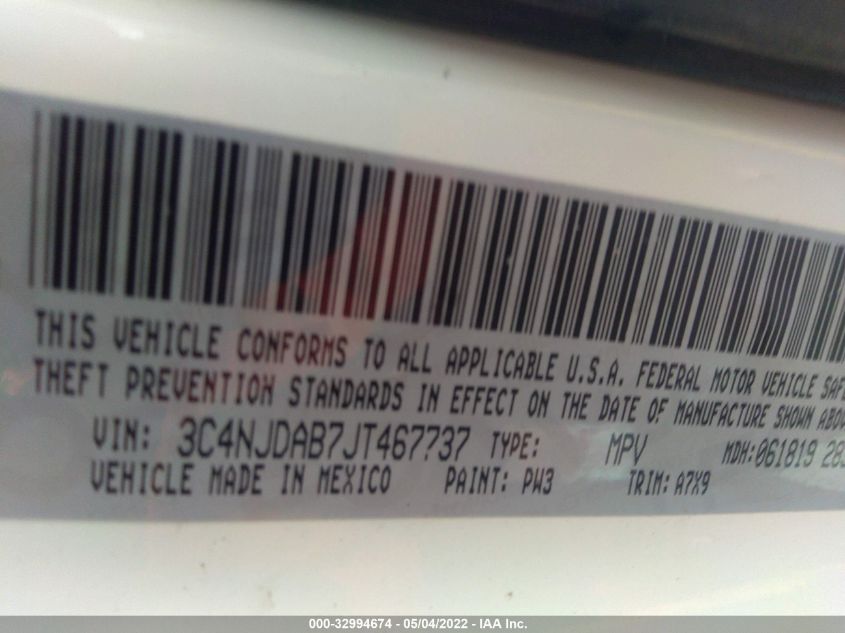 THIS VEHICLE CONFORMS TO ALL APPLICABLE U.S.A. FEDERAL MOTOR VEHICLE SAFE
THEFT PREVENTION STANDARDS IN EFFECT ON THE DATE OF MANUFACTURE SHOWN ABOV
VIN: 3C4NJDAB7JT467737 TYPE: MPV MDH:061819 283
VEHICLE MADE IN MEXICO PAINT: PW3 TRIM: A7X9
000-32994674 - 05/04/2022 - IAA Inc.